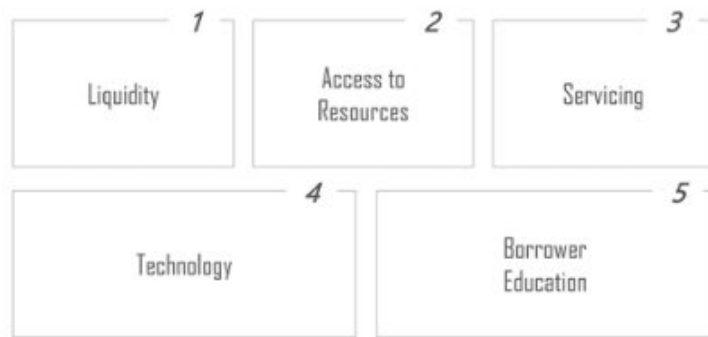 1
Liquidity
2
Access to
Resources
3
Servicing
4
Technology
5
Borrower
Education